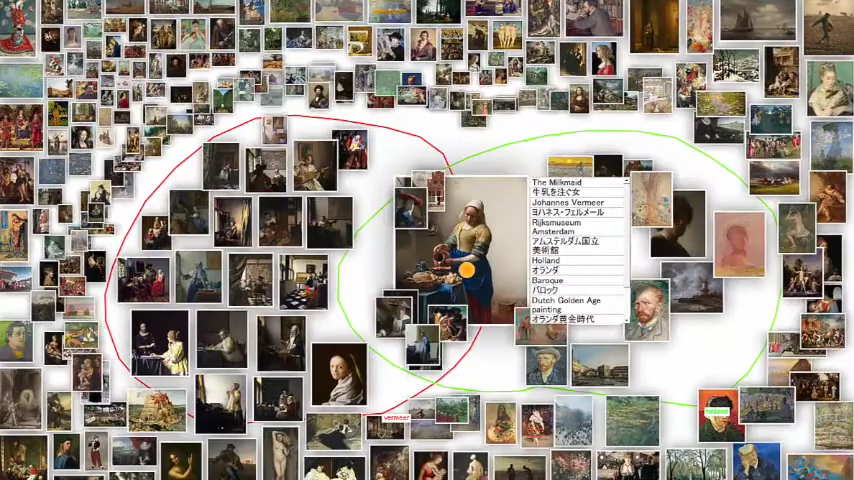 The Milkmaid
牛乳を注ぐ女
Johannes Vermeer
ヨハネス・フェルメール
Rijksmuseum
Amsterdam
アムステルダム国立
美術館
Holland
オランダ
Baroque
バロック
Dutch Golden Age
painting
オランダ黄金時代
vermeer
holland